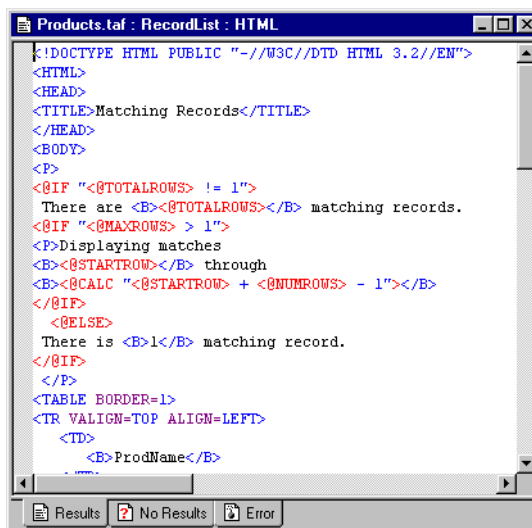 Products.taf : RecordList : HTML
<!DOCTYPE HTML PUBLIC "-//W3C//DTD HTML 3.2//EN">
<HTML>
<HEAD>
<TITLE>Matching Records</TITLE>
</HEAD>
<BODY>
<P>
<@IF "<@TOTALROWS> != 1">
There are <B><@TOTALROWS></B> matching records.
<@IF "<@MAXROWS> > 1">
<P>Displaying matches
<B><@STARTROW></B> through
<B><@CALC "<@STARTROW> + <@NUMROWS> - 1"></B>
</@IF>
<@ELSE>
There is <B>1</B> matching record.
</@IF>
</P>
<TABLE BORDER=1>
<TR VALIGN=TOP ALIGN=LEFT>
<TD>
<B>ProdName</B>
Results ? No Results Error